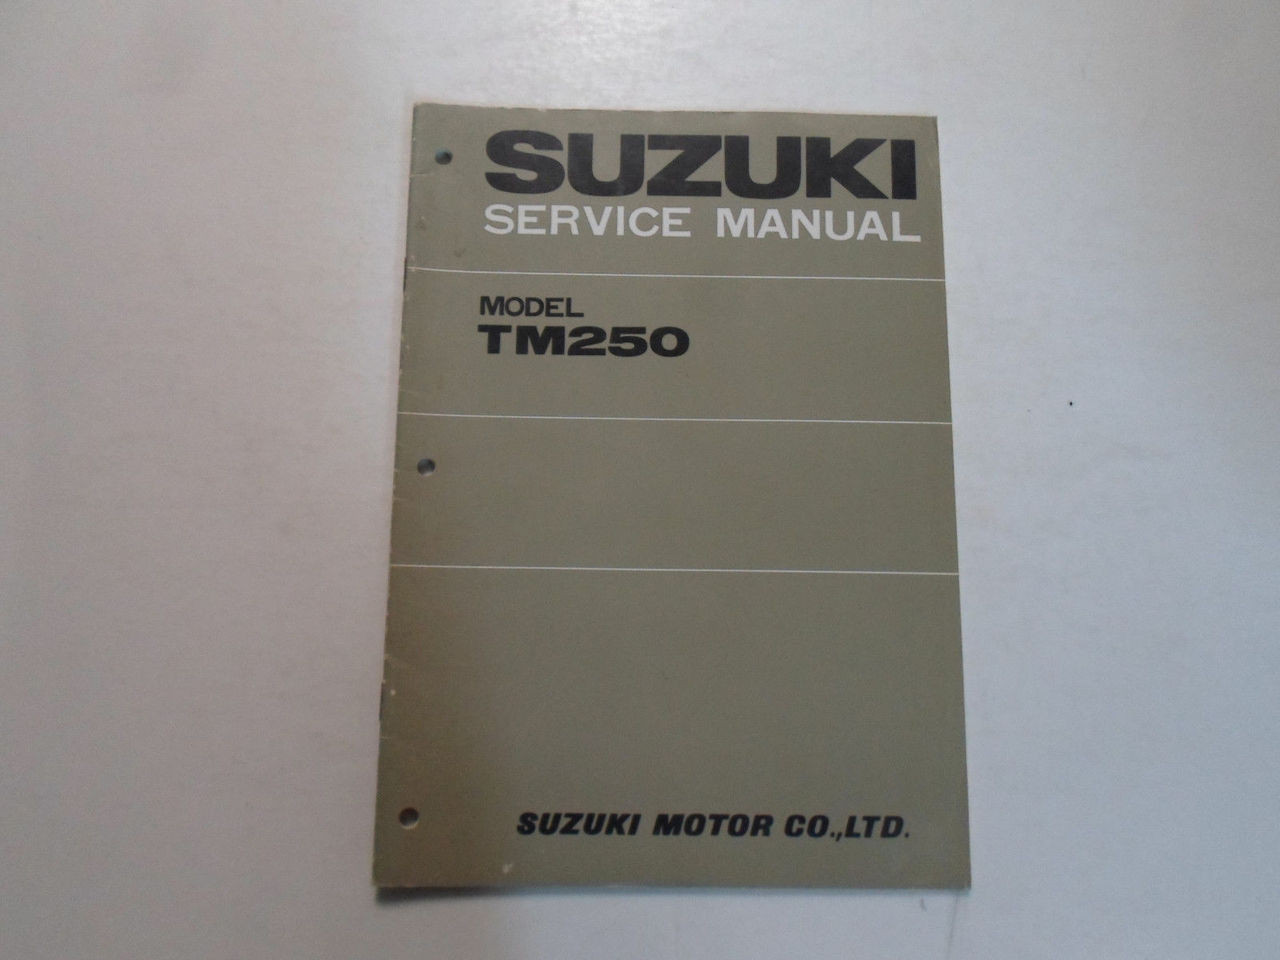 SUZUKI
SERVICE MANUAL
MODEL
TM250
SUZUKI MOTOR CO.,LTD.